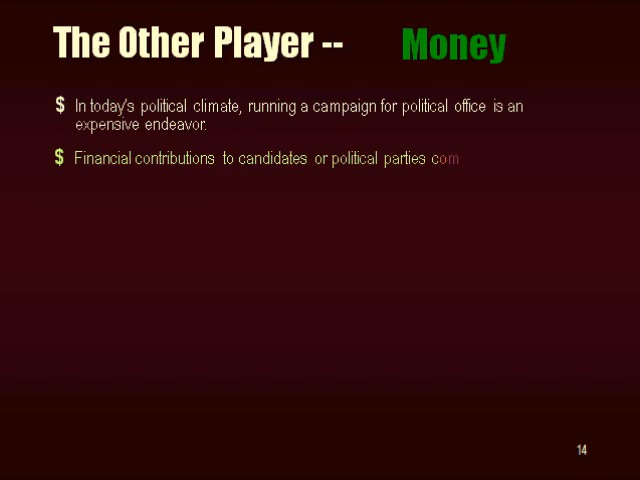 The Other Player -- Money
$ In today's political climate, running a campaign for political office is an
expensive endeavor.
$ Financial contributions to candidates or political parties com
14